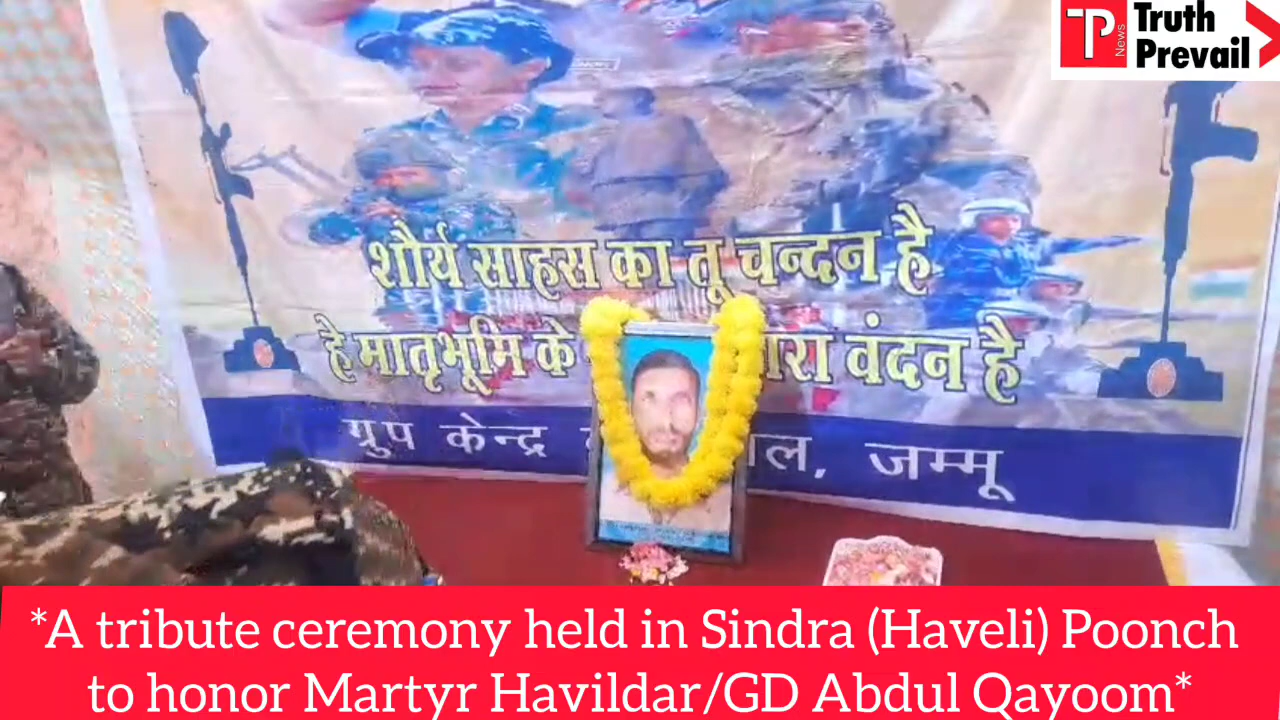 TP News Truth
Prevail
शौर्य साहस का तू चन्दन है
हे मातृभूमि के वंदन है
ग्रुप केन्द्र जम्मू
*A tribute ceremony held in Sindra (Haveli) Poonch
to honor Martyr Havildar/GD Abdul Qayoom*